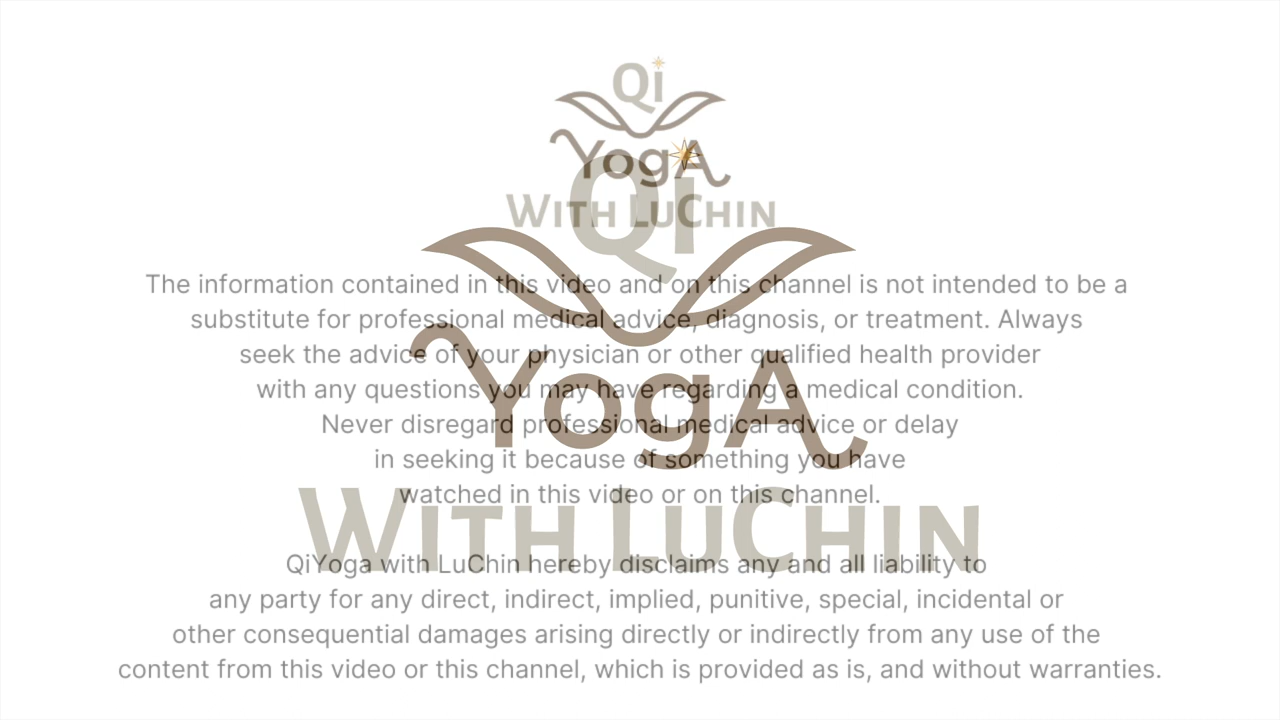 Qi
YogA
WITH LUCHIN
Qi
The information contained in this video and on this channel is not intended to be a
substitute for professional medical advice, diagnosis, or treatment. Always
seek the advice of your physician or other qualified health provider
with any questions you may have regarding a medical condition.
YogA
Never disregard professional medical advice or delay
in seeking it because of something you have
watched in this video or on this channel.
WITH LUCHIN
QiYoga with LuChin hereby disclaims any and all liability to
any party for any direct, indirect, implied, punitive, special, incidental or
other consequential damages arising directly or indirectly from any use of the
content from this video or this channel, which is provided as is, and without warranties.